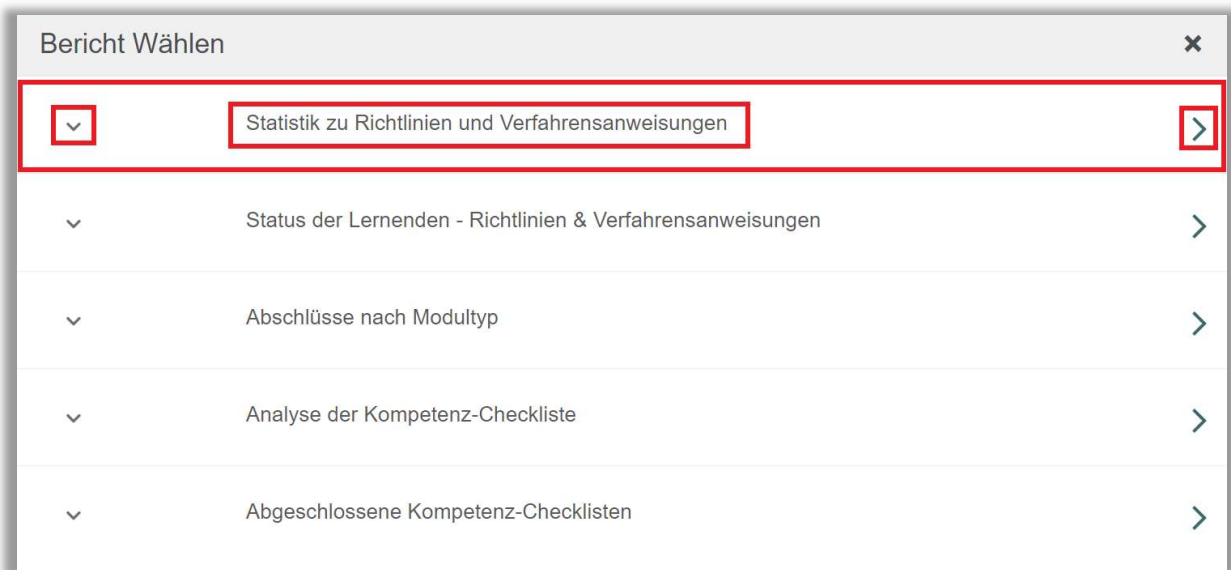 Bericht Wählen
Statistik zu Richtlinien und Verfahrensanweisungen
Status der Lernenden - Richtlinien & Verfahrensanweisungen
Abschlüsse nach Modultyp
Analyse der Kompetenz-Checkliste
Abgeschlossene Kompetenz-Checklisten